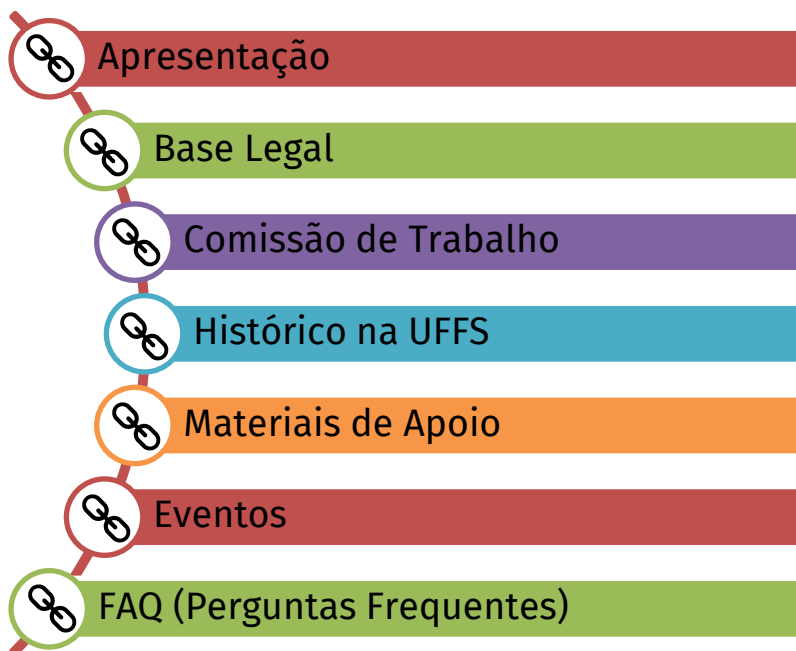 Apresentação
Base Legal
Comissão de Trabalho
Histórico na UFFS
Materiais de Apoio
Eventos
FAQ (Perguntas Frequentes)